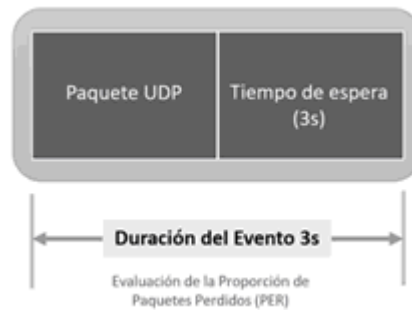 Paquete UDP
Tiempo de espera
(3s)
Duración del Evento 3s
Evaluación de la Proporción de
Paquetes Perdidos (PER)